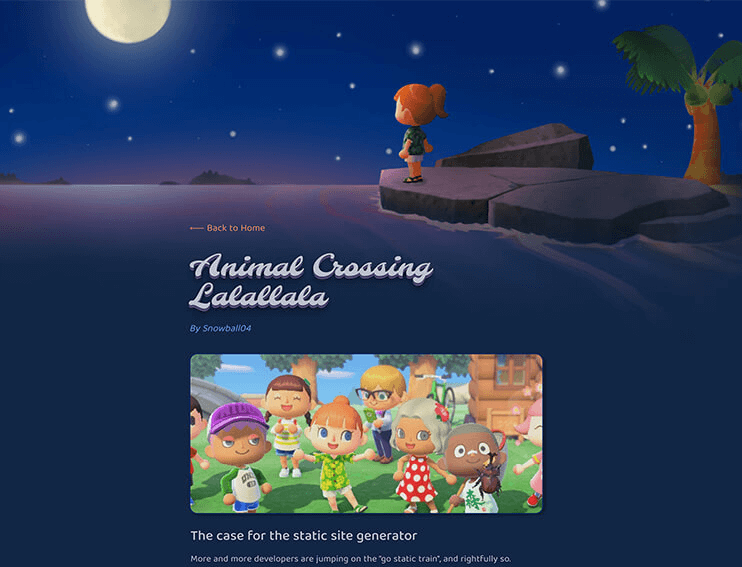 ⟵ Back to Home
Animal Crossing
Lalallala
By Snowball04
The case for the static site generator
More and more developers are jumping on the "go static train", and rightfully so.